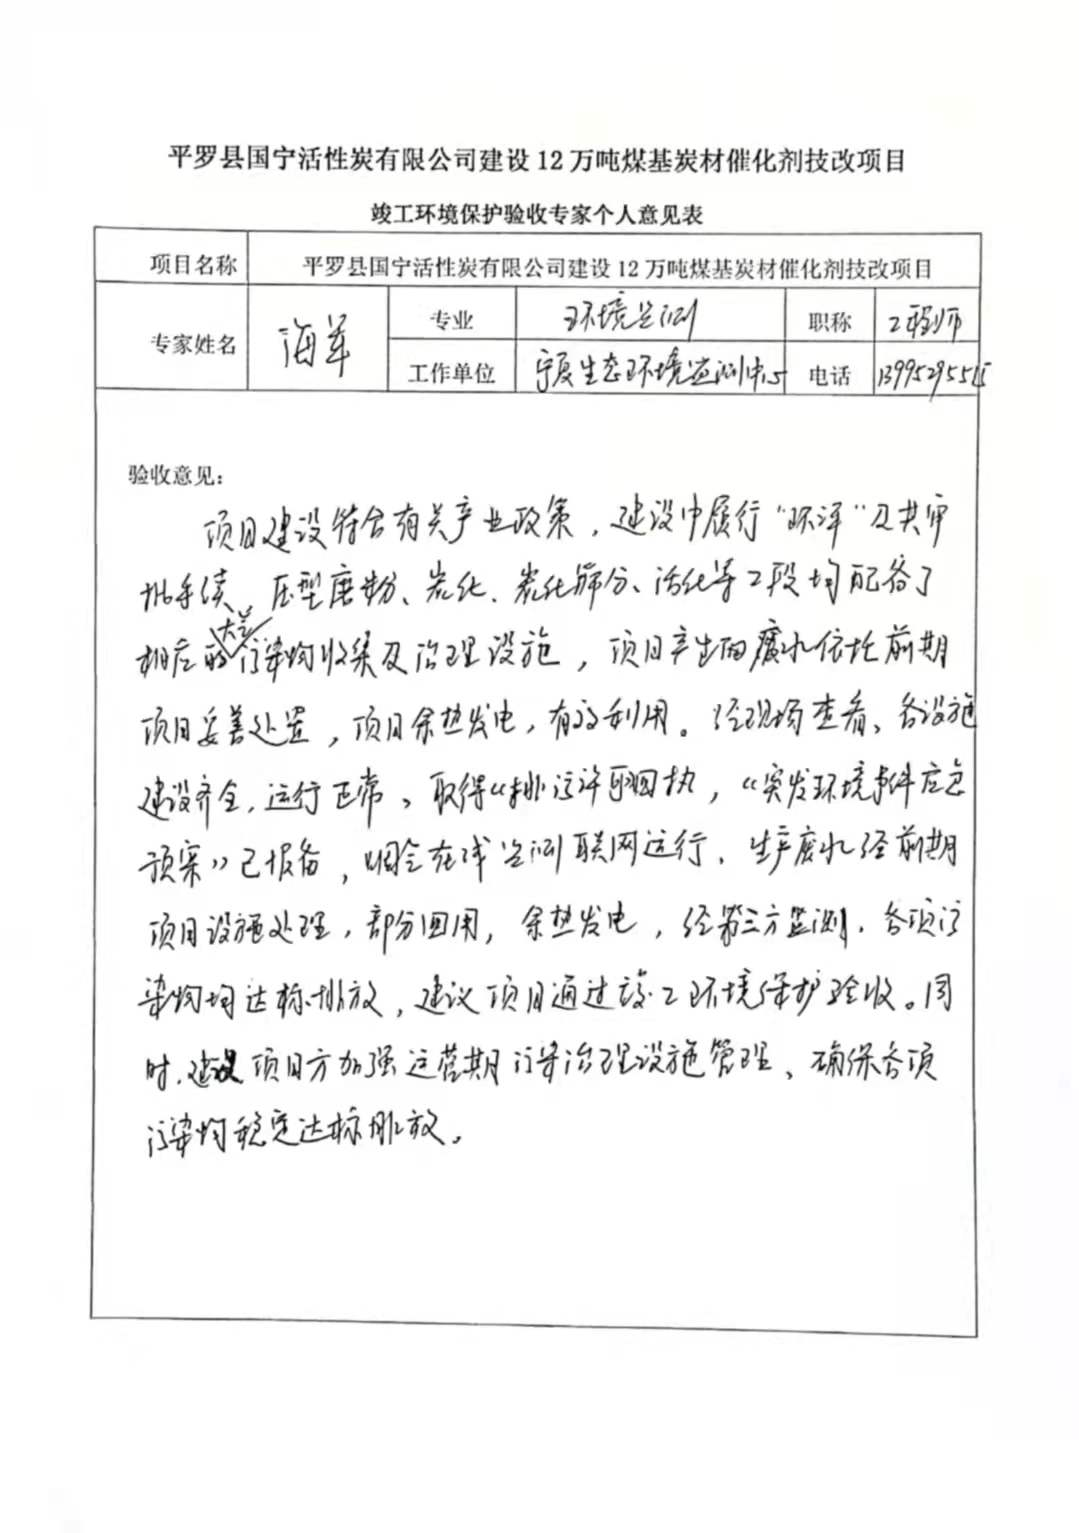 平罗县国宁活性炭有限公司建设12万吨煤基炭材催化剂技改项目
竣工环境保护验收专家个人意见表
项目名称 平罗县国宁活性炭有限公司建设12万吨煤基炭材催化剂技改项目
专家姓名 海军 专业 环境监测 职称 工程师
工作单位 宁夏生态环境监测中心 电话 13995295515
验收意见：
项目建设符合有关产业政策，建设中履行“环评”及其审
批手续。压型磨粉、炭化、炭化筛分、活化等工段均配备了
大气
相应的污染物收集及治理设施，项目产生的废水依托前期
项目妥善处置，项目余热发电，有效利用。经现场查看，各设施
建设齐全，运行正常。取得“排污许可，
预案”已报备，烟气在线监测联网运行，生产废水经前期
项目设施处理，部分回用，余热发电，经第三方监测，各项污
染物均达标排放，建议项目通过竣工环境保护验收。同
时，建议项目方加强运营期污染治理设施管理，确保各项
污染物稳定达标排放。